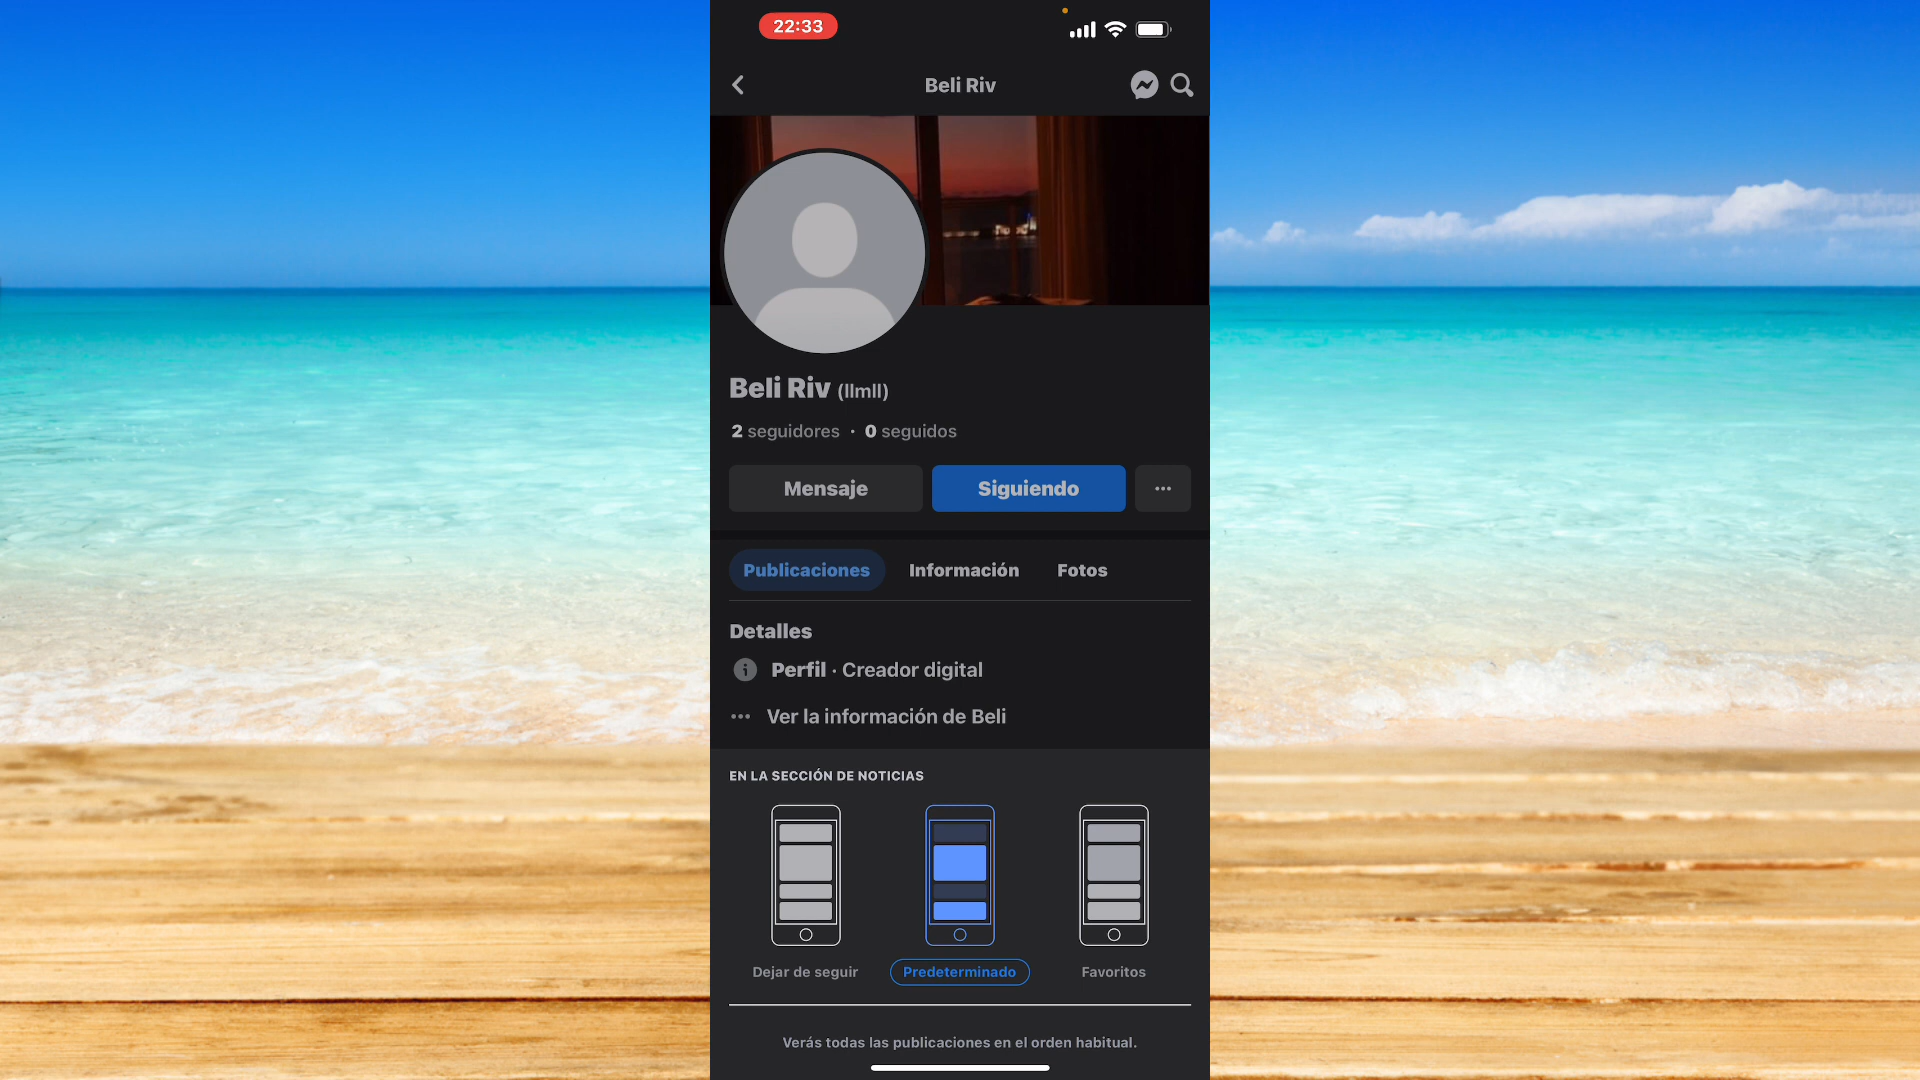 22:33
Beli Riv
Beli Riv (llmll)
2 seguidores · 0 seguidos
Mensaje
Siguiendo
Publicaciones
Información
Fotos
Detalles
Perfil · Creador digital
Ver la información de Beli
EN LA SECCIÓN DE NOTICIAS
Dejar de seguir
Predeterminado
Favoritos
Verás todas las publicaciones en el orden habitual.